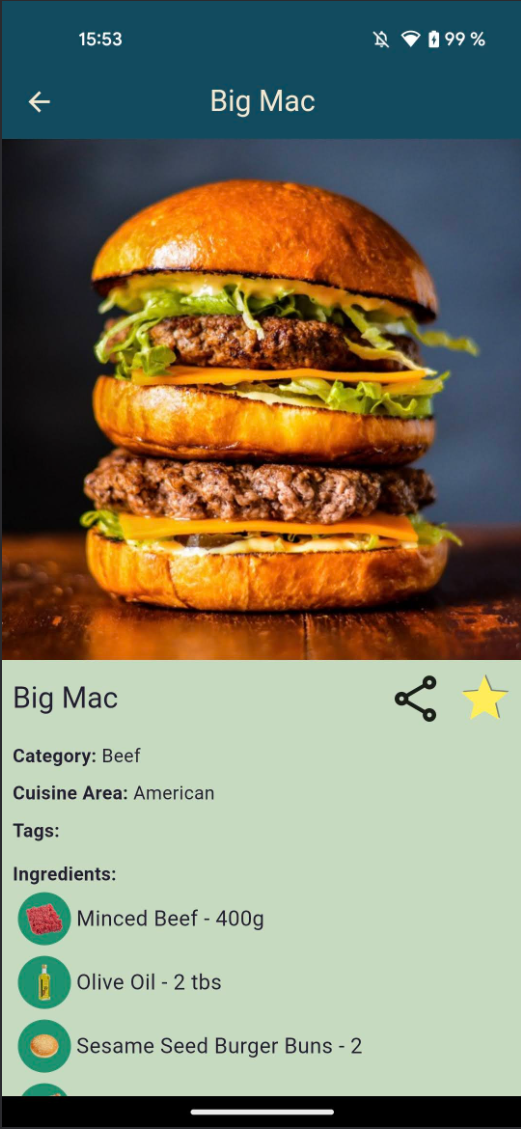 15:53 99 %
Big Mac
Big Mac
Category: Beef
Cuisine Area: American
Tags:
Ingredients:
Minced Beef - 400g
Olive Oil - 2 tbs
Sesame Seed Burger Buns - 2